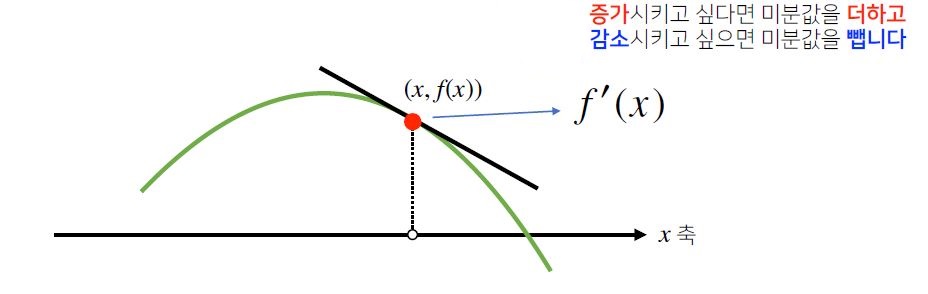 증가시키고 싶다면 미분값을 더하고
감소시키고 싶으면 미분값을 뺍니다
(x, f(x))
f′(x)
x 축